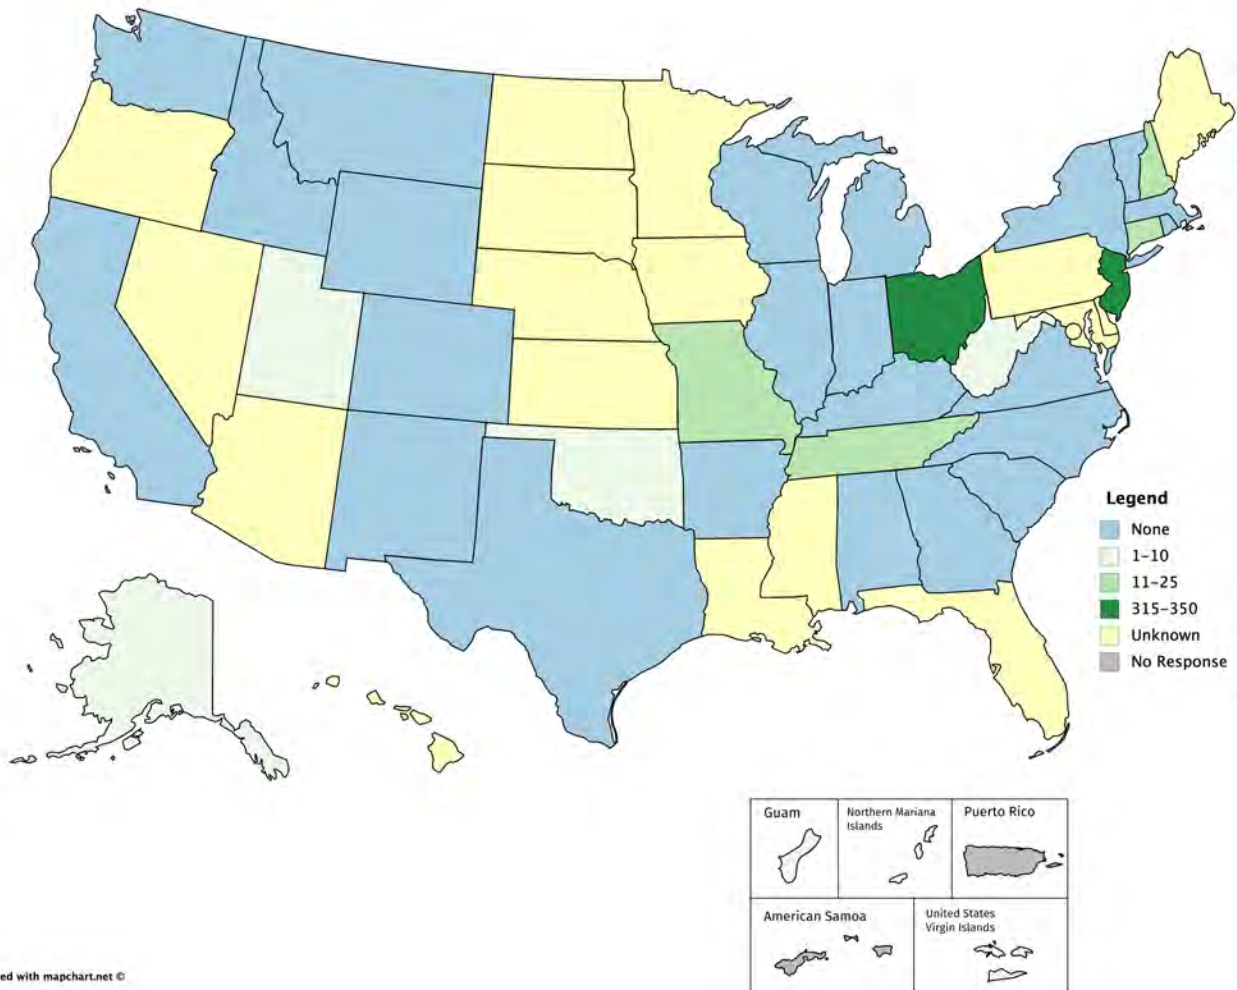 Legend
None
1-10
11-25
315-350
Unknown
No Response
Guam
Northern Mariana
Islands
Puerto Rico
American Samoa
United States
Virgin Islands
ed with mapchart.net ©